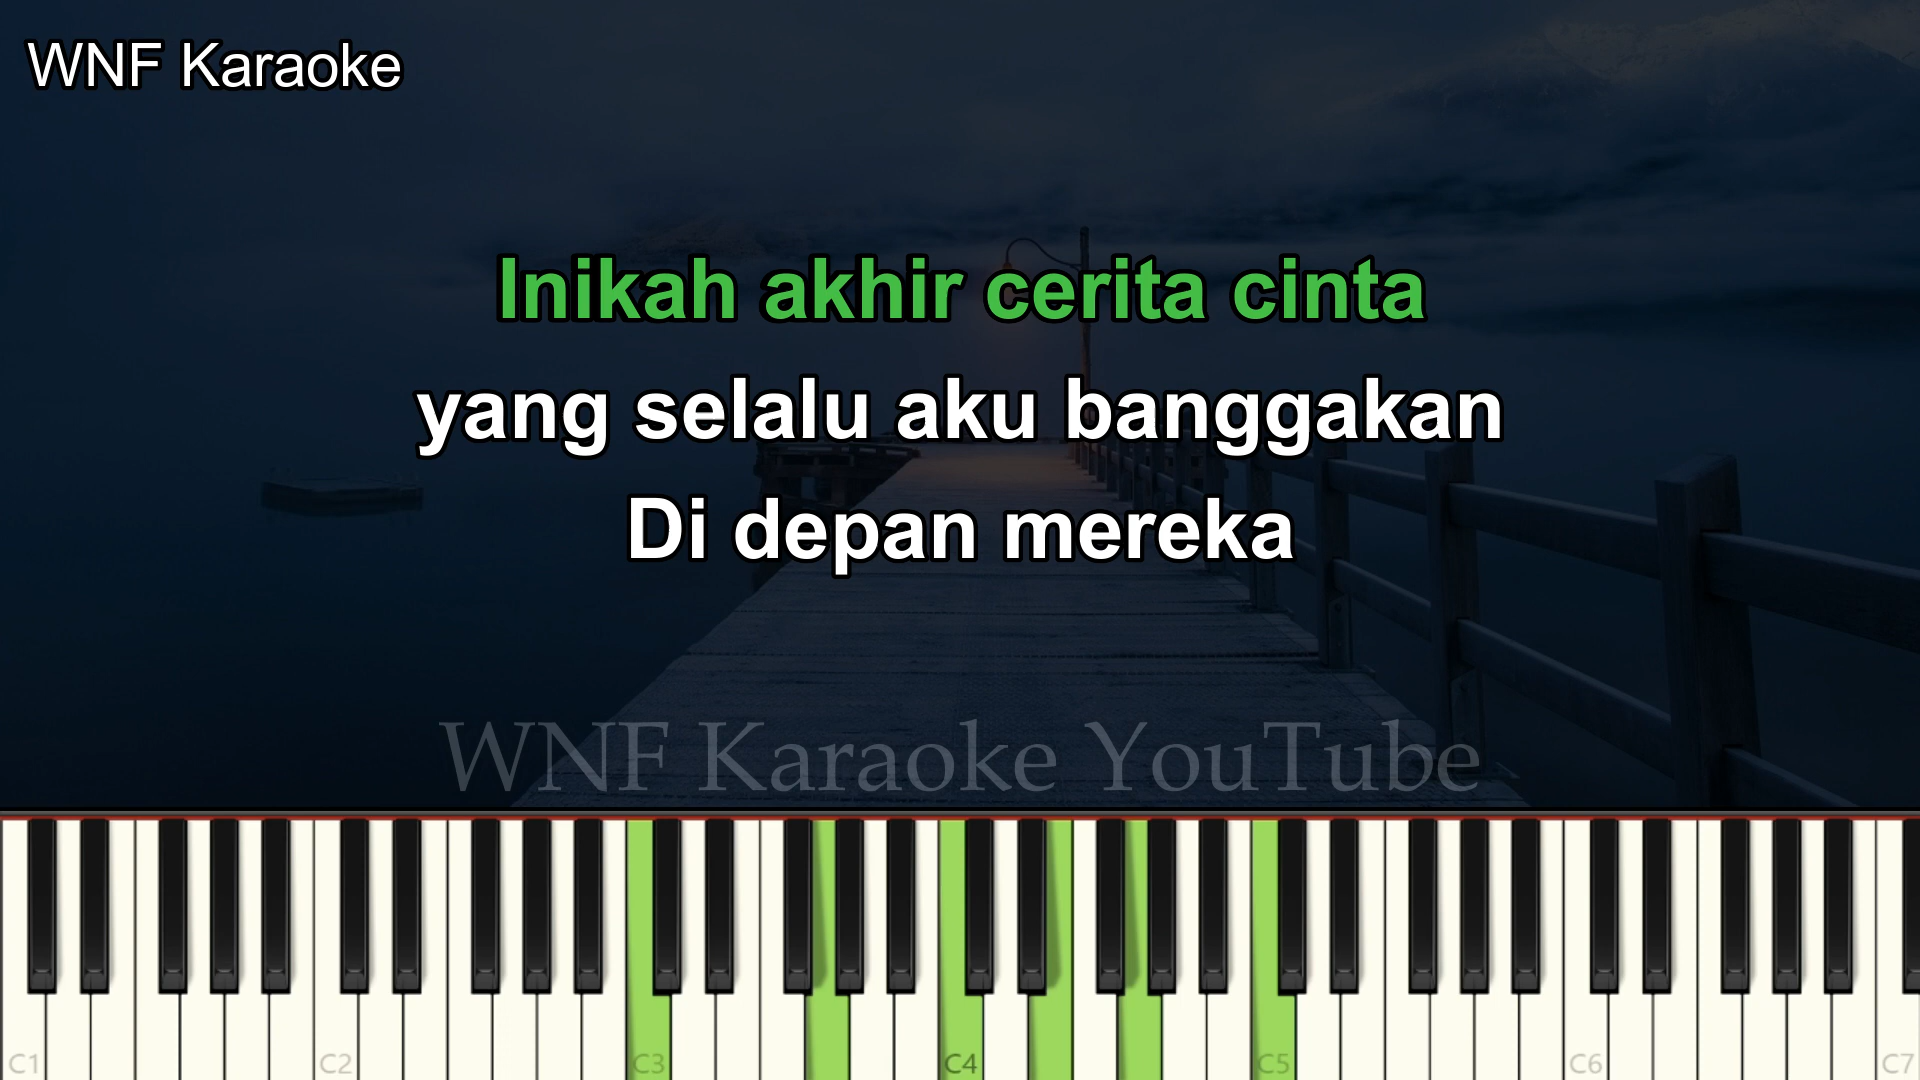 WNF Karaoke
Inikah akhir cerita cinta
yang selalu aku banggakan
Di depan mereka
WNF Karaoke YouTube
C1 C2 C3 C4 C5 C6 C7